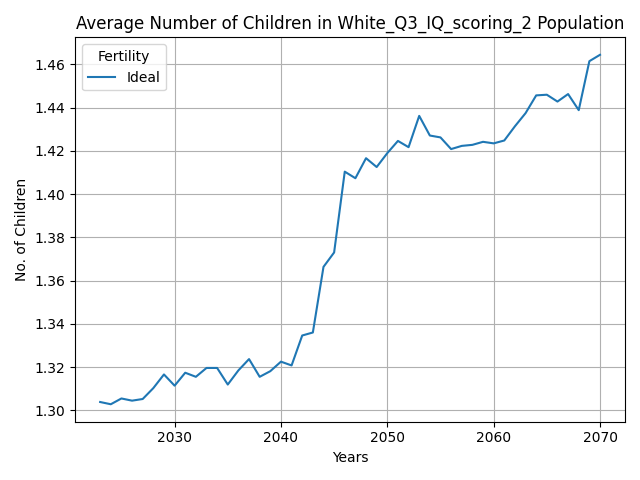 Average Number of Children in White_Q3_IQ_scoring_2 Population
Fertility
Ideal
No. of Children
1.46
1.44
1.42
1.40
1.38
1.36
1.34
1.32
1.30
2030
2040
2050
2060
2070
Years